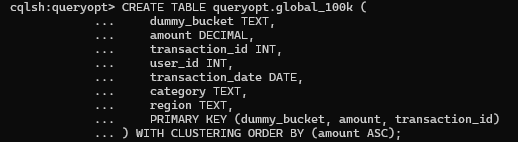 cqlsh:queryopt> CREATE TABLE queryopt.global_100k (
... dummy_bucket TEXT,
... amount DECIMAL,
... transaction_id INT,
... user_id INT,
... transaction_date DATE,
... category TEXT,
... region TEXT,
... PRIMARY KEY (dummy_bucket, amount, transaction_id)
... ) WITH CLUSTERING ORDER BY (amount ASC);